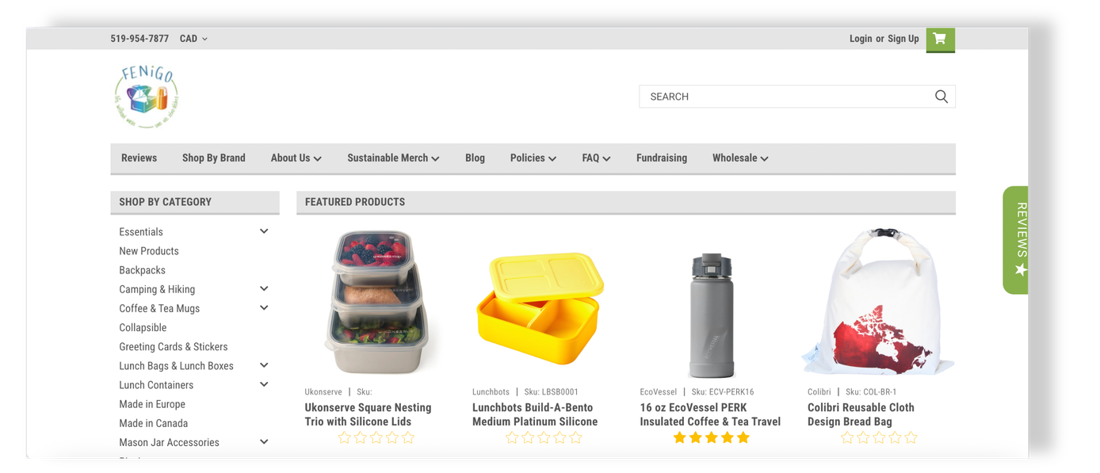 519-954-7877 CAD
Login or Sign Up
FENiGO
SEARCH
Reviews Shop By Brand About Us Sustainable Merch Blog Policies FAQ Fundraising Wholesale
SHOP BY CATEGORY
Essentials
New Products
Backpacks
Camping & Hiking
Coffee & Tea Mugs
Collapsible
Greeting Cards & Stickers
Lunch Bags & Lunch Boxes
Lunch Containers
Made in Europe
Made in Canada
Mason Jar Accessories
FEATURED PRODUCTS
Ukonserve | Sku:
Ukonserve Square Nesting
Trio with Silicone Lids
Lunchbots | Sku: LBSB0001
Lunchbots Build-A-Bento
Medium Platinum Silicone
EcoVessel | Sku: ECV-PERK16
16 oz EcoVessel PERK
Insulated Coffee & Tea Travel
Colibri | Sku: COL-BR-1
Colibri Reusable Cloth
Design Bread Bag
REVIEWS